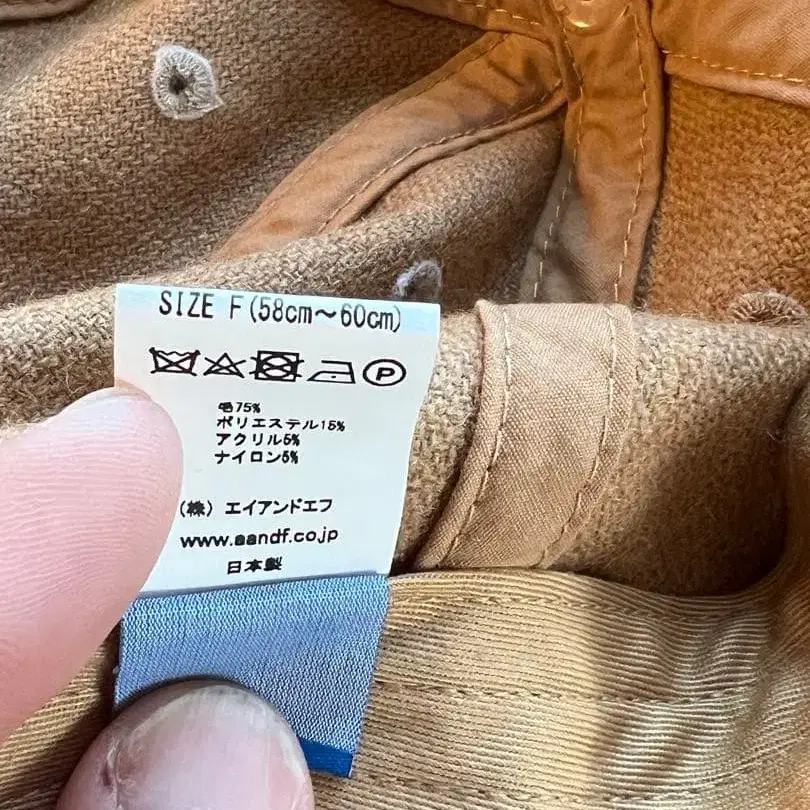 SIZE F(58cm～60cm)
P
毛75%
ポリエステル15%
アクリル5%
ナイロン5%
(株) エイアンドエフ
www.aandf.co.jp
日本製